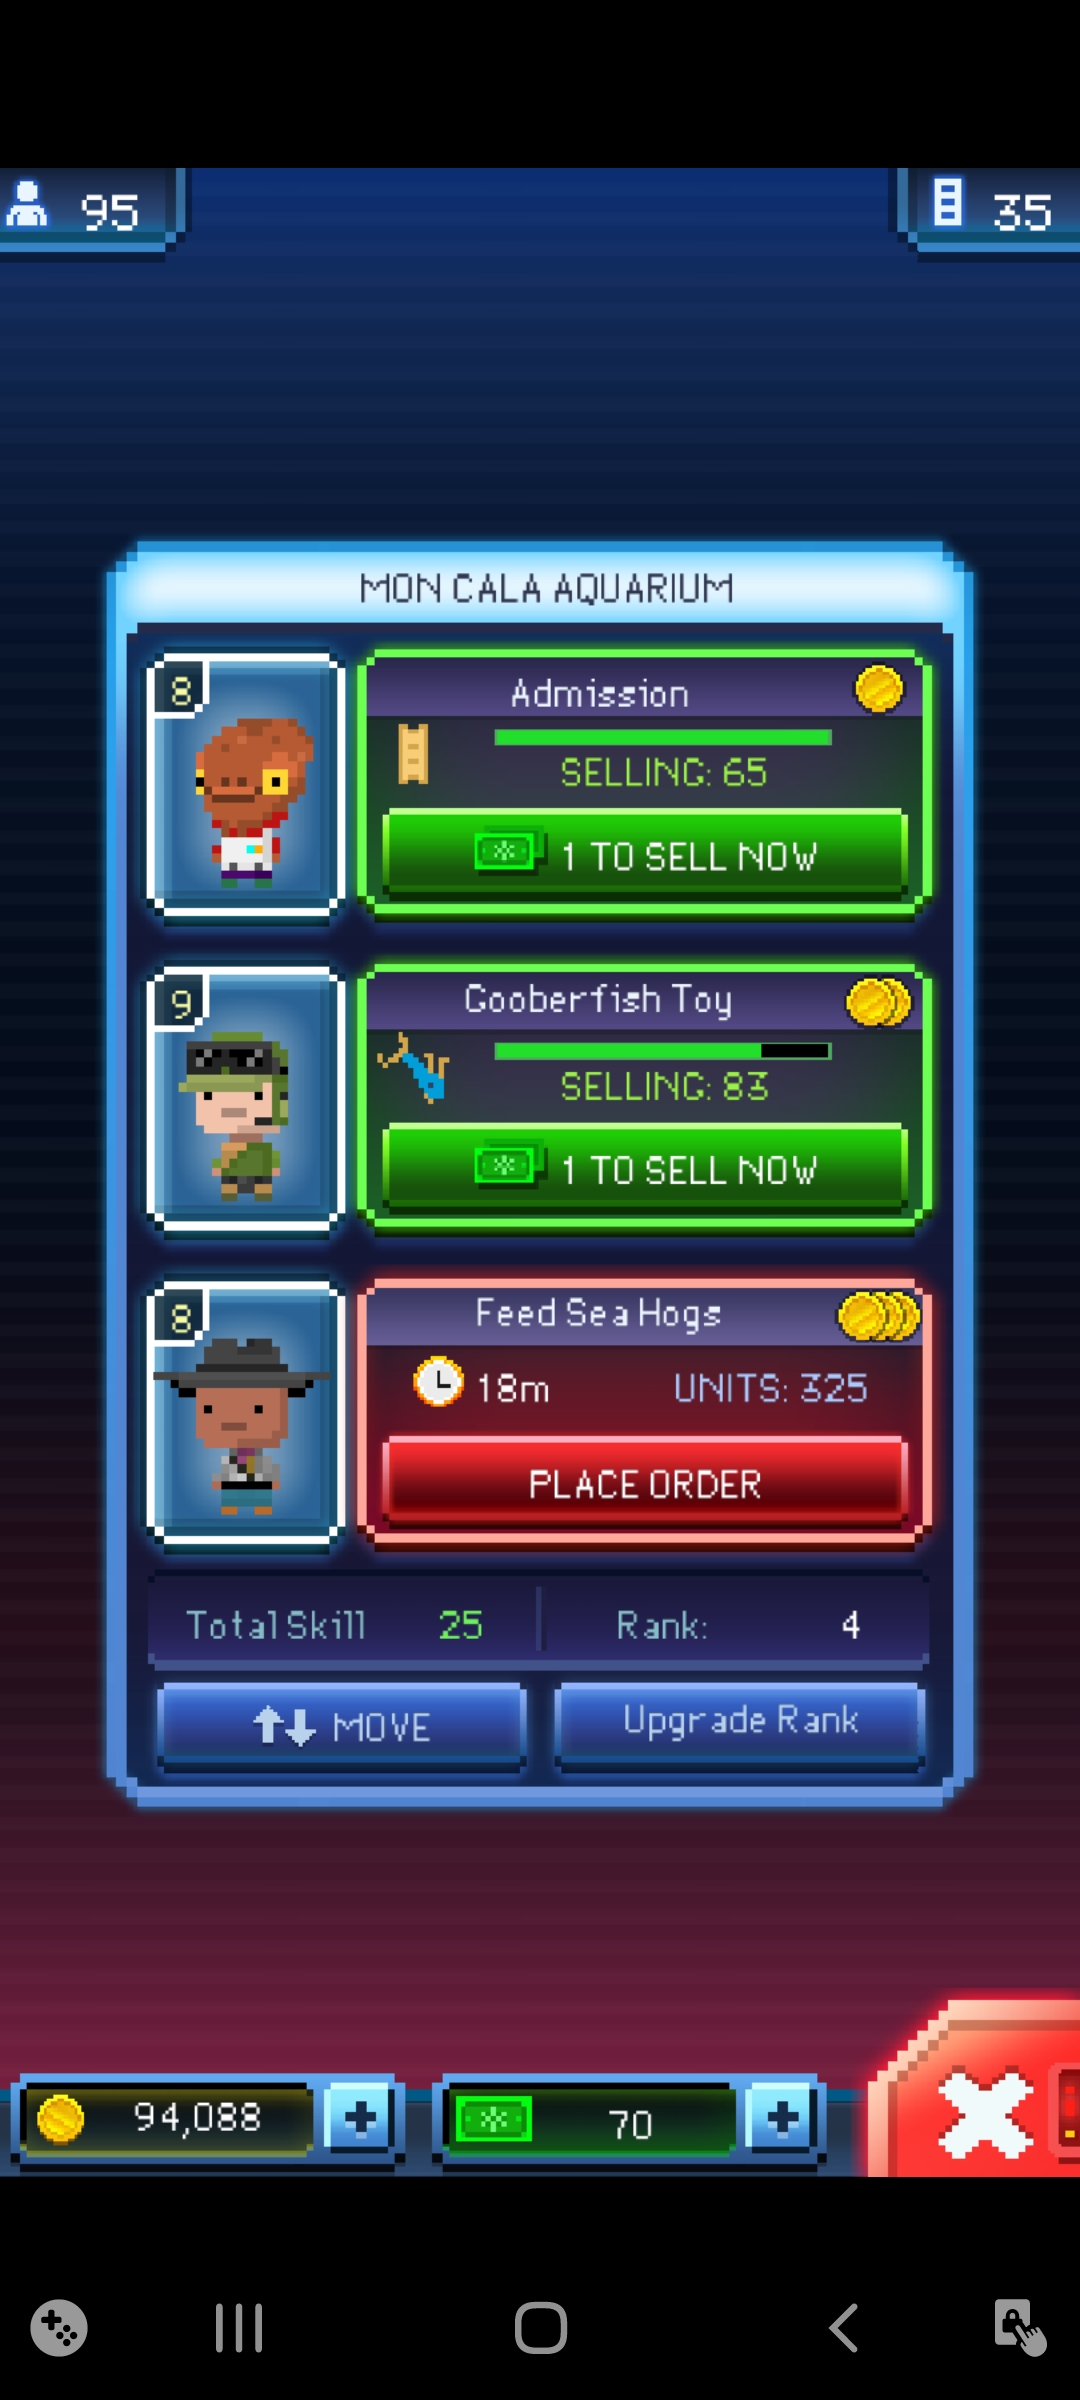 95
35
MON CALA AQUARIUM
8
Admission
SELLING: 65
1 TO SELL NOW
9
Gooberfish Toy
SELLING: 83
1 TO SELL NOW
8
Feed Sea Hogs
18m
UNITS: 325
PLACE ORDER
Total Skill 25
Rank: 4
MOVE
Upgrade Rank
94,088
70